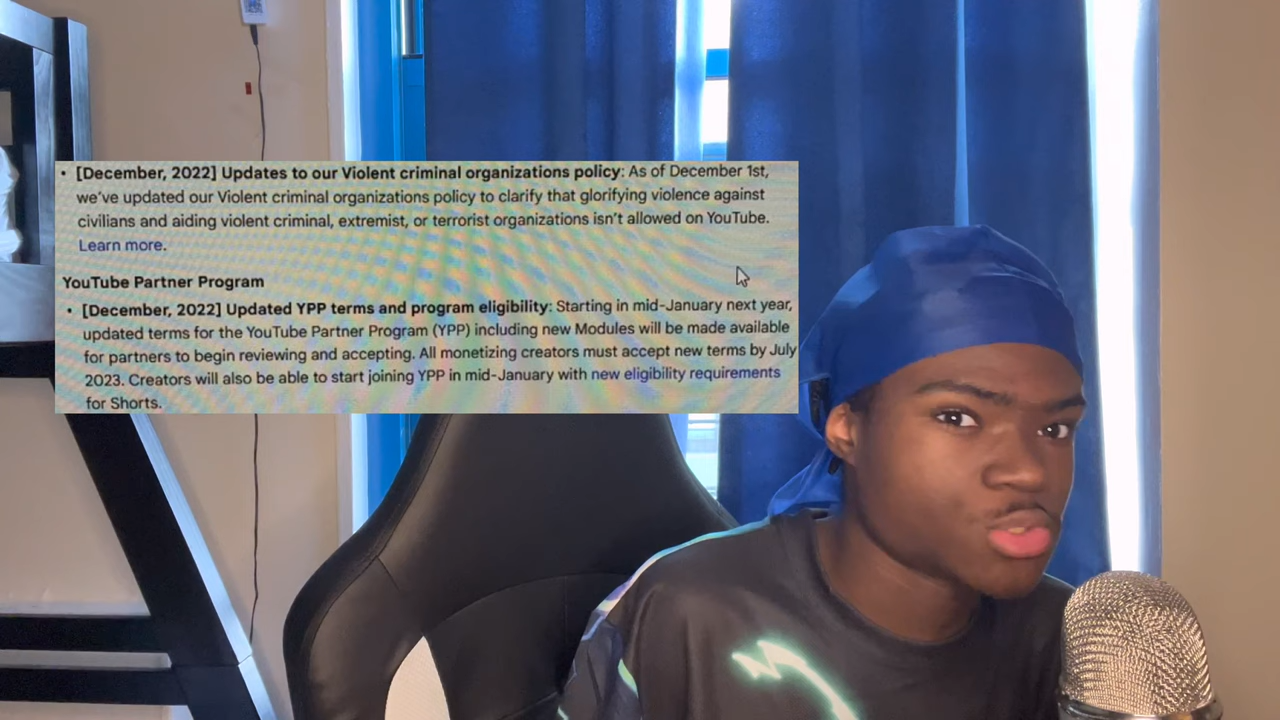 • [December, 2022] Updates to our Violent criminal organizations policy: As of December 1st,
we've updated our Violent criminal organizations policy to clarify that glorifying violence against
civilians and aiding violent criminal, extremist, or terrorist organizations isn't allowed on YouTube.
Learn more.
YouTube Partner Program
• [December, 2022] Updated YPP terms and program eligibility: Starting in mid-January next year,
updated terms for the YouTube Partner Program (YPP) including new Modules will be made available
for partners to begin reviewing and accepting. All monetizing creators must accept new terms by July
2023. Creators will also be able to start joining YPP in mid-January with new eligibility requirements
for Shorts.